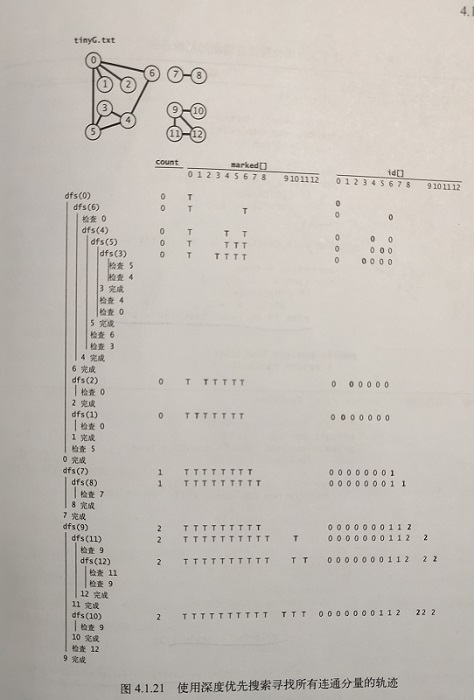 4.1
tinyG.txt
0
6 7 8
1 2
3 9 10
4
5 11 12
count marked[] id[]
0 1 2 3 4 5 6 7 8 9 10 11 12 0 1 2 3 4 5 6 7 8 9 10 11 12
dfs(0) 0 T 0
dfs(6) 0 T T 0 0
检查 0
dfs(4) 0 T T T 0 0 0
dfs(5) 0 T T T T 0 0 0 0
dfs(3) 0 T T T T T 0 0 0 0 0
检查 5
检查 4
3 完成
检查 4
检查 0
5 完成
检查 6
检查 3
4 完成
6 完成
dfs(2) 0 T T T T T T 0 0 0 0 0 0
检查 0
2 完成
dfs(1) 0 T T T T T T T 0 0 0 0 0 0 0
检查 0
1 完成
检查 5
0 完成
dfs(7) 1 T T T T T T T T 0 0 0 0 0 0 0 1
dfs(8) 1 T T T T T T T T T 0 0 0 0 0 0 0 1 1
检查 7
8 完成
7 完成
dfs(9) 2 T T T T T T T T T 0 0 0 0 0 0 0 1 1 2
dfs(11) 2 T T T T T T T T T T T 0 0 0 0 0 0 0 1 1 2 2
检查 9
dfs(12) 2 T T T T T T T T T T T T 0 0 0 0 0 0 0 1 1 2 2 2
检查 11
检查 9
12 完成
11 完成
dfs(10) 2 T T T T T T T T T T T T T 0 0 0 0 0 0 0 1 1 2 2 2 2
检查 9
10 完成
检查 12
9 完成
图 4.1.21 使用深度优先搜索寻找所有连通分量的轨迹